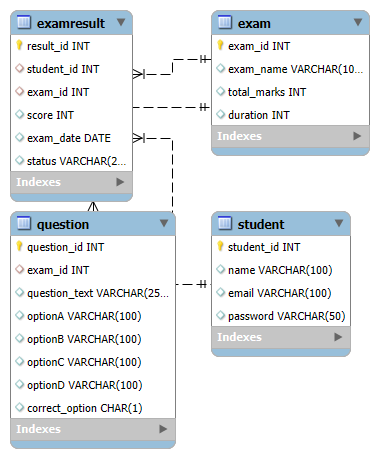 examresult
result_id INT
student_id INT
exam_id INT
score INT
exam_date DATE
status VARCHAR(2...
Indexes
exam
exam_id INT
exam_name VARCHAR(10...
total_marks INT
duration INT
Indexes
question
question_id INT
exam_id INT
question_text VARCHAR(25...
optionA VARCHAR(100)
optionB VARCHAR(100)
optionC VARCHAR(100)
optionD VARCHAR(100)
correct_option CHAR(1)
Indexes
student
student_id INT
name VARCHAR(100)
email VARCHAR(100)
password VARCHAR(50)
Indexes